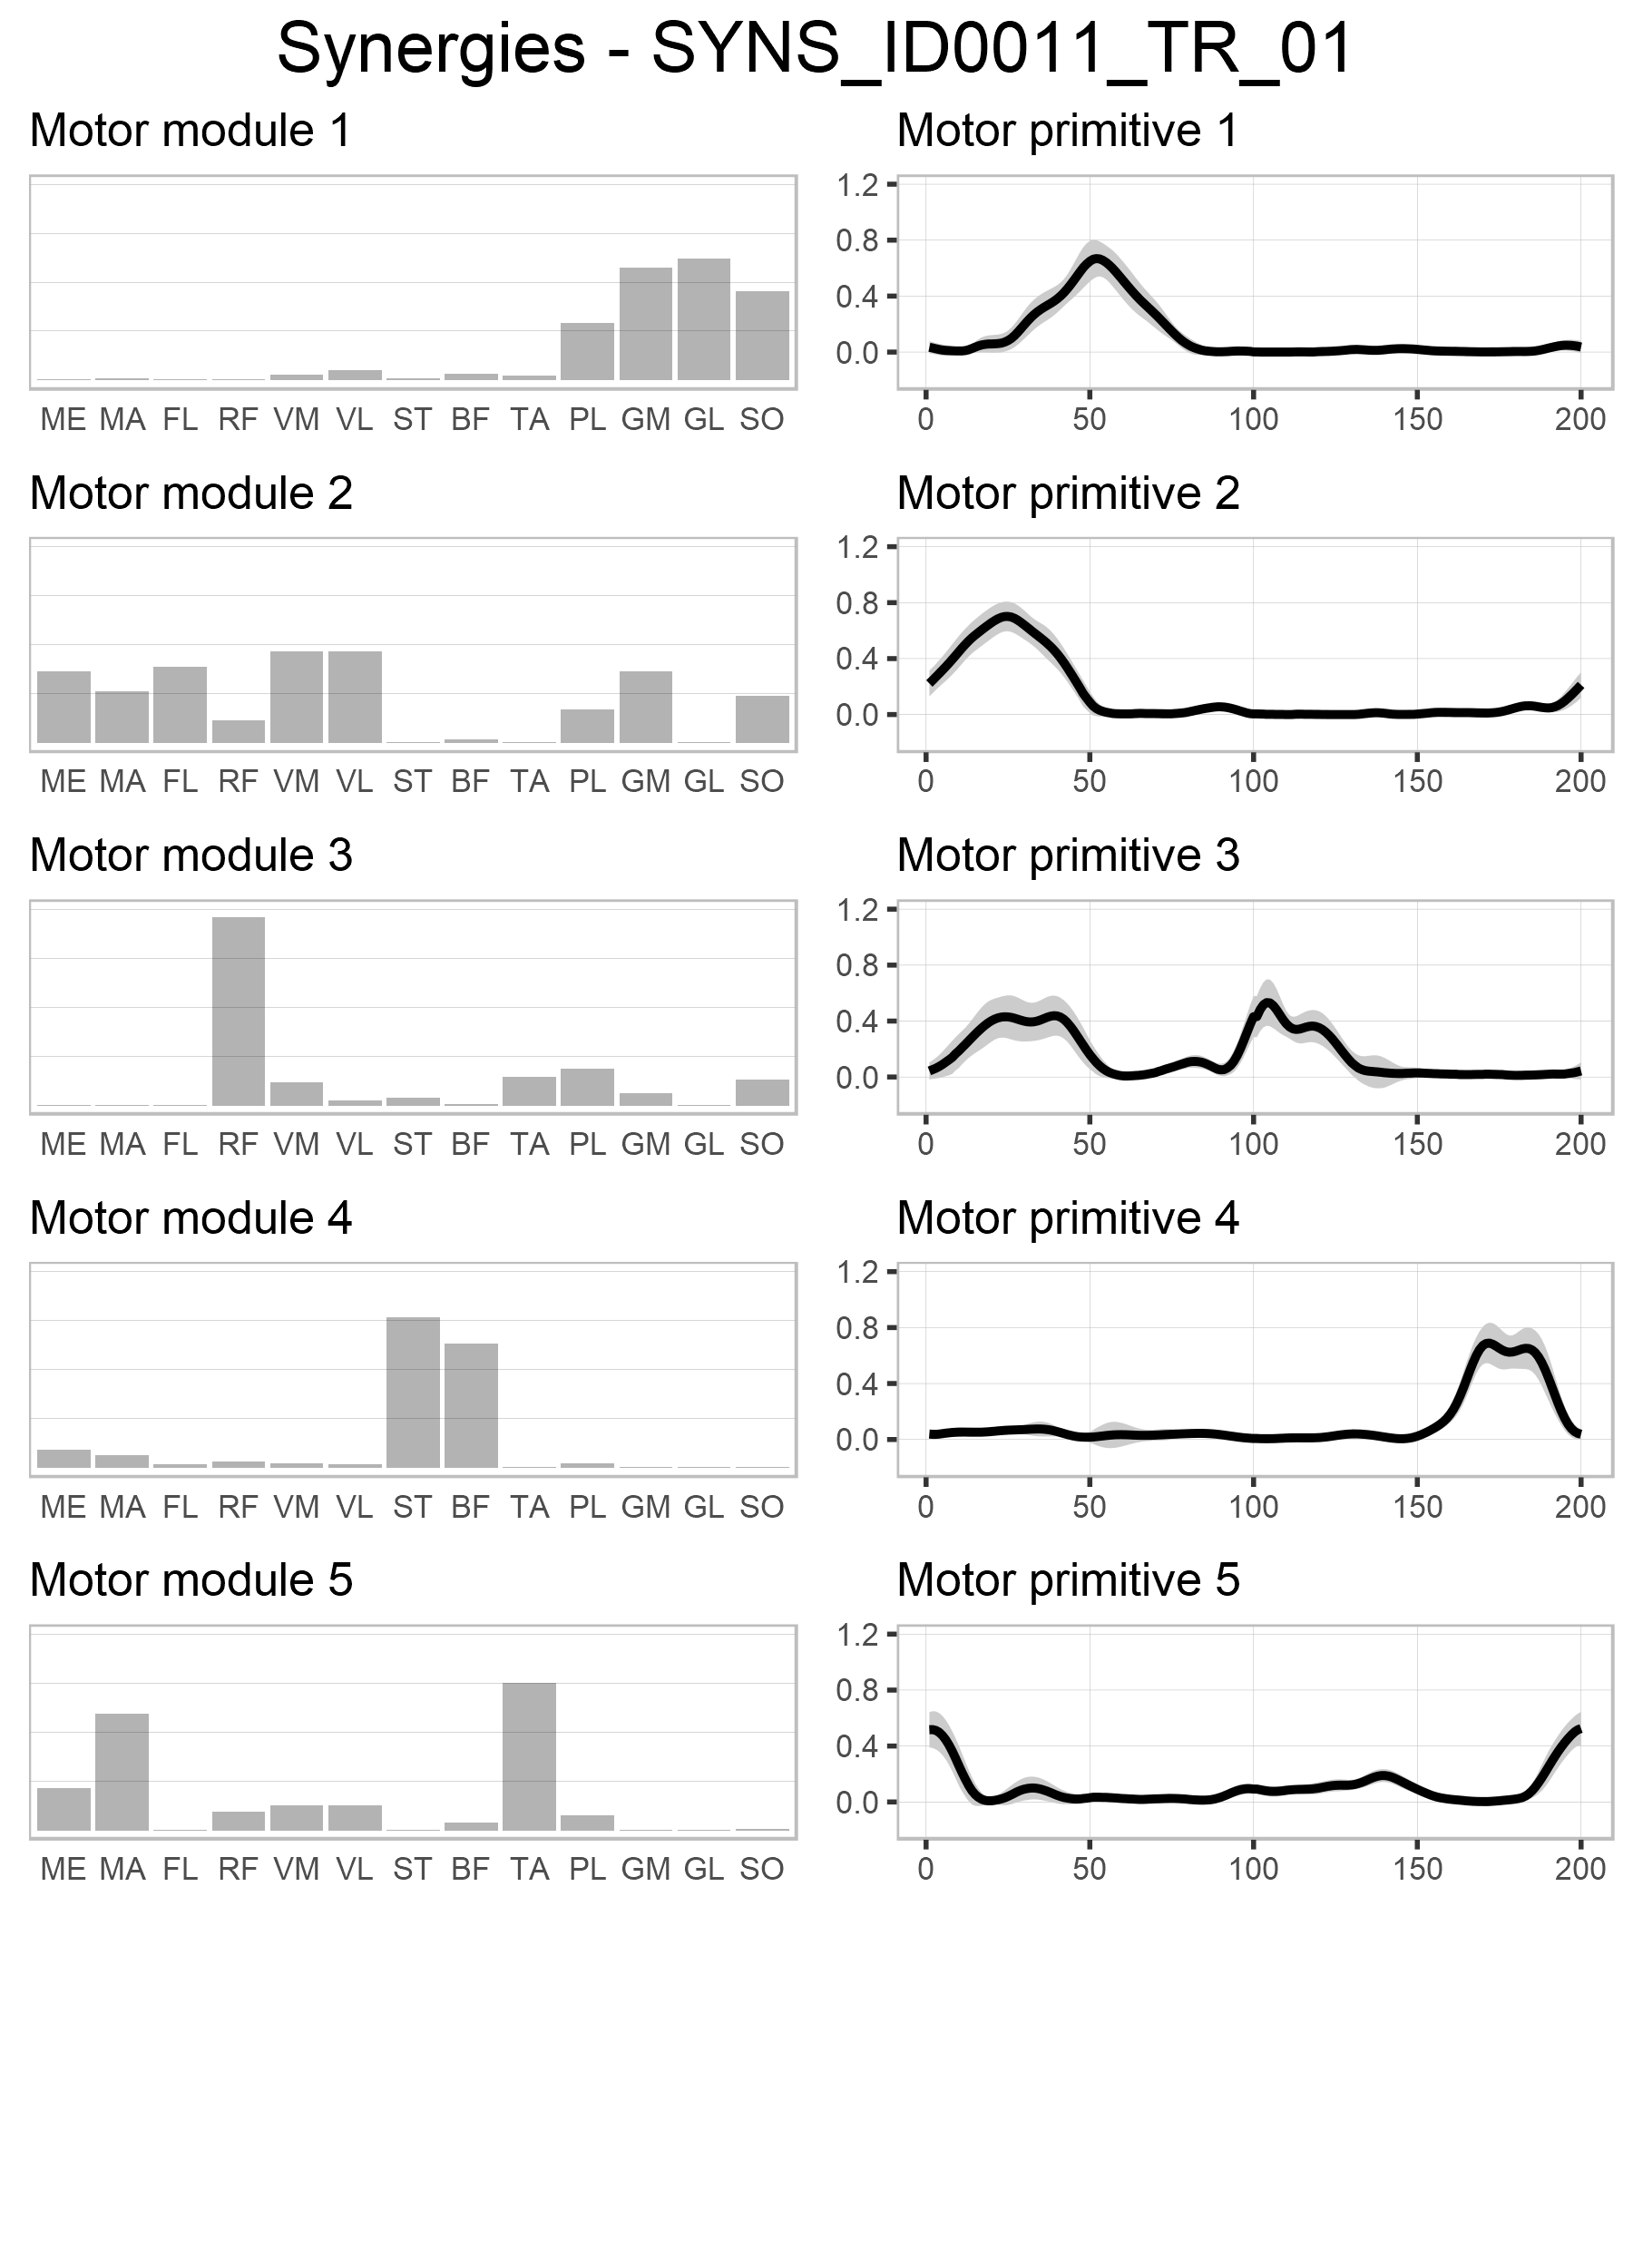 Synergies - SYNS_ID0011_TR_01
Motor module 1
Motor primitive 1
1.2
0.8
0.4
0.0
ME MA FL RF VM VL ST BF TA PL GM GL SO
0 50 100 150 200
Motor module 2
Motor primitive 2
1.2
0.8
0.4
0.0
ME MA FL RF VM VL ST BF TA PL GM GL SO
0 50 100 150 200
Motor module 3
Motor primitive 3
1.2
0.8
0.4
0.0
ME MA FL RF VM VL ST BF TA PL GM GL SO
0 50 100 150 200
Motor module 4
Motor primitive 4
1.2
0.8
0.4
0.0
ME MA FL RF VM VL ST BF TA PL GM GL SO
0 50 100 150 200
Motor module 5
Motor primitive 5
1.2
0.8
0.4
0.0
ME MA FL RF VM VL ST BF TA PL GM GL SO
0 50 100 150 200